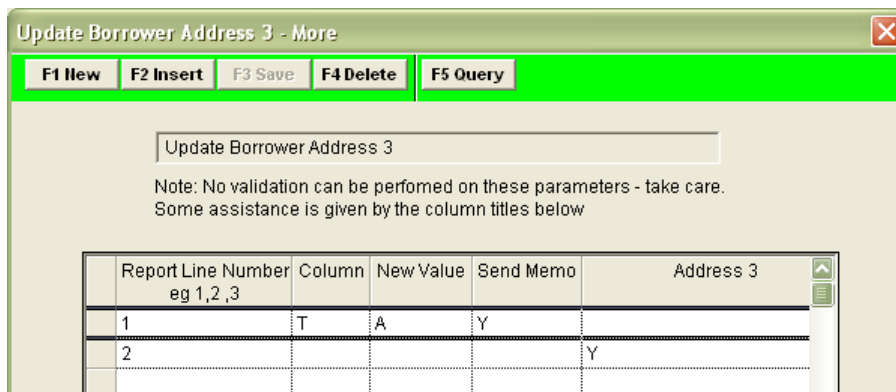 Update Borrower Address 3 - More
F1 New F2 Insert F3 Save F4 Delete F5 Query
Update Borrower Address 3
Note: No validation can be perfomed on these parameters - take care.
Some assistance is given by the column titles below
Report Line Number Column New Value Send Memo Address 3
eg 1,2 ,3
1 T A Y
2 Y